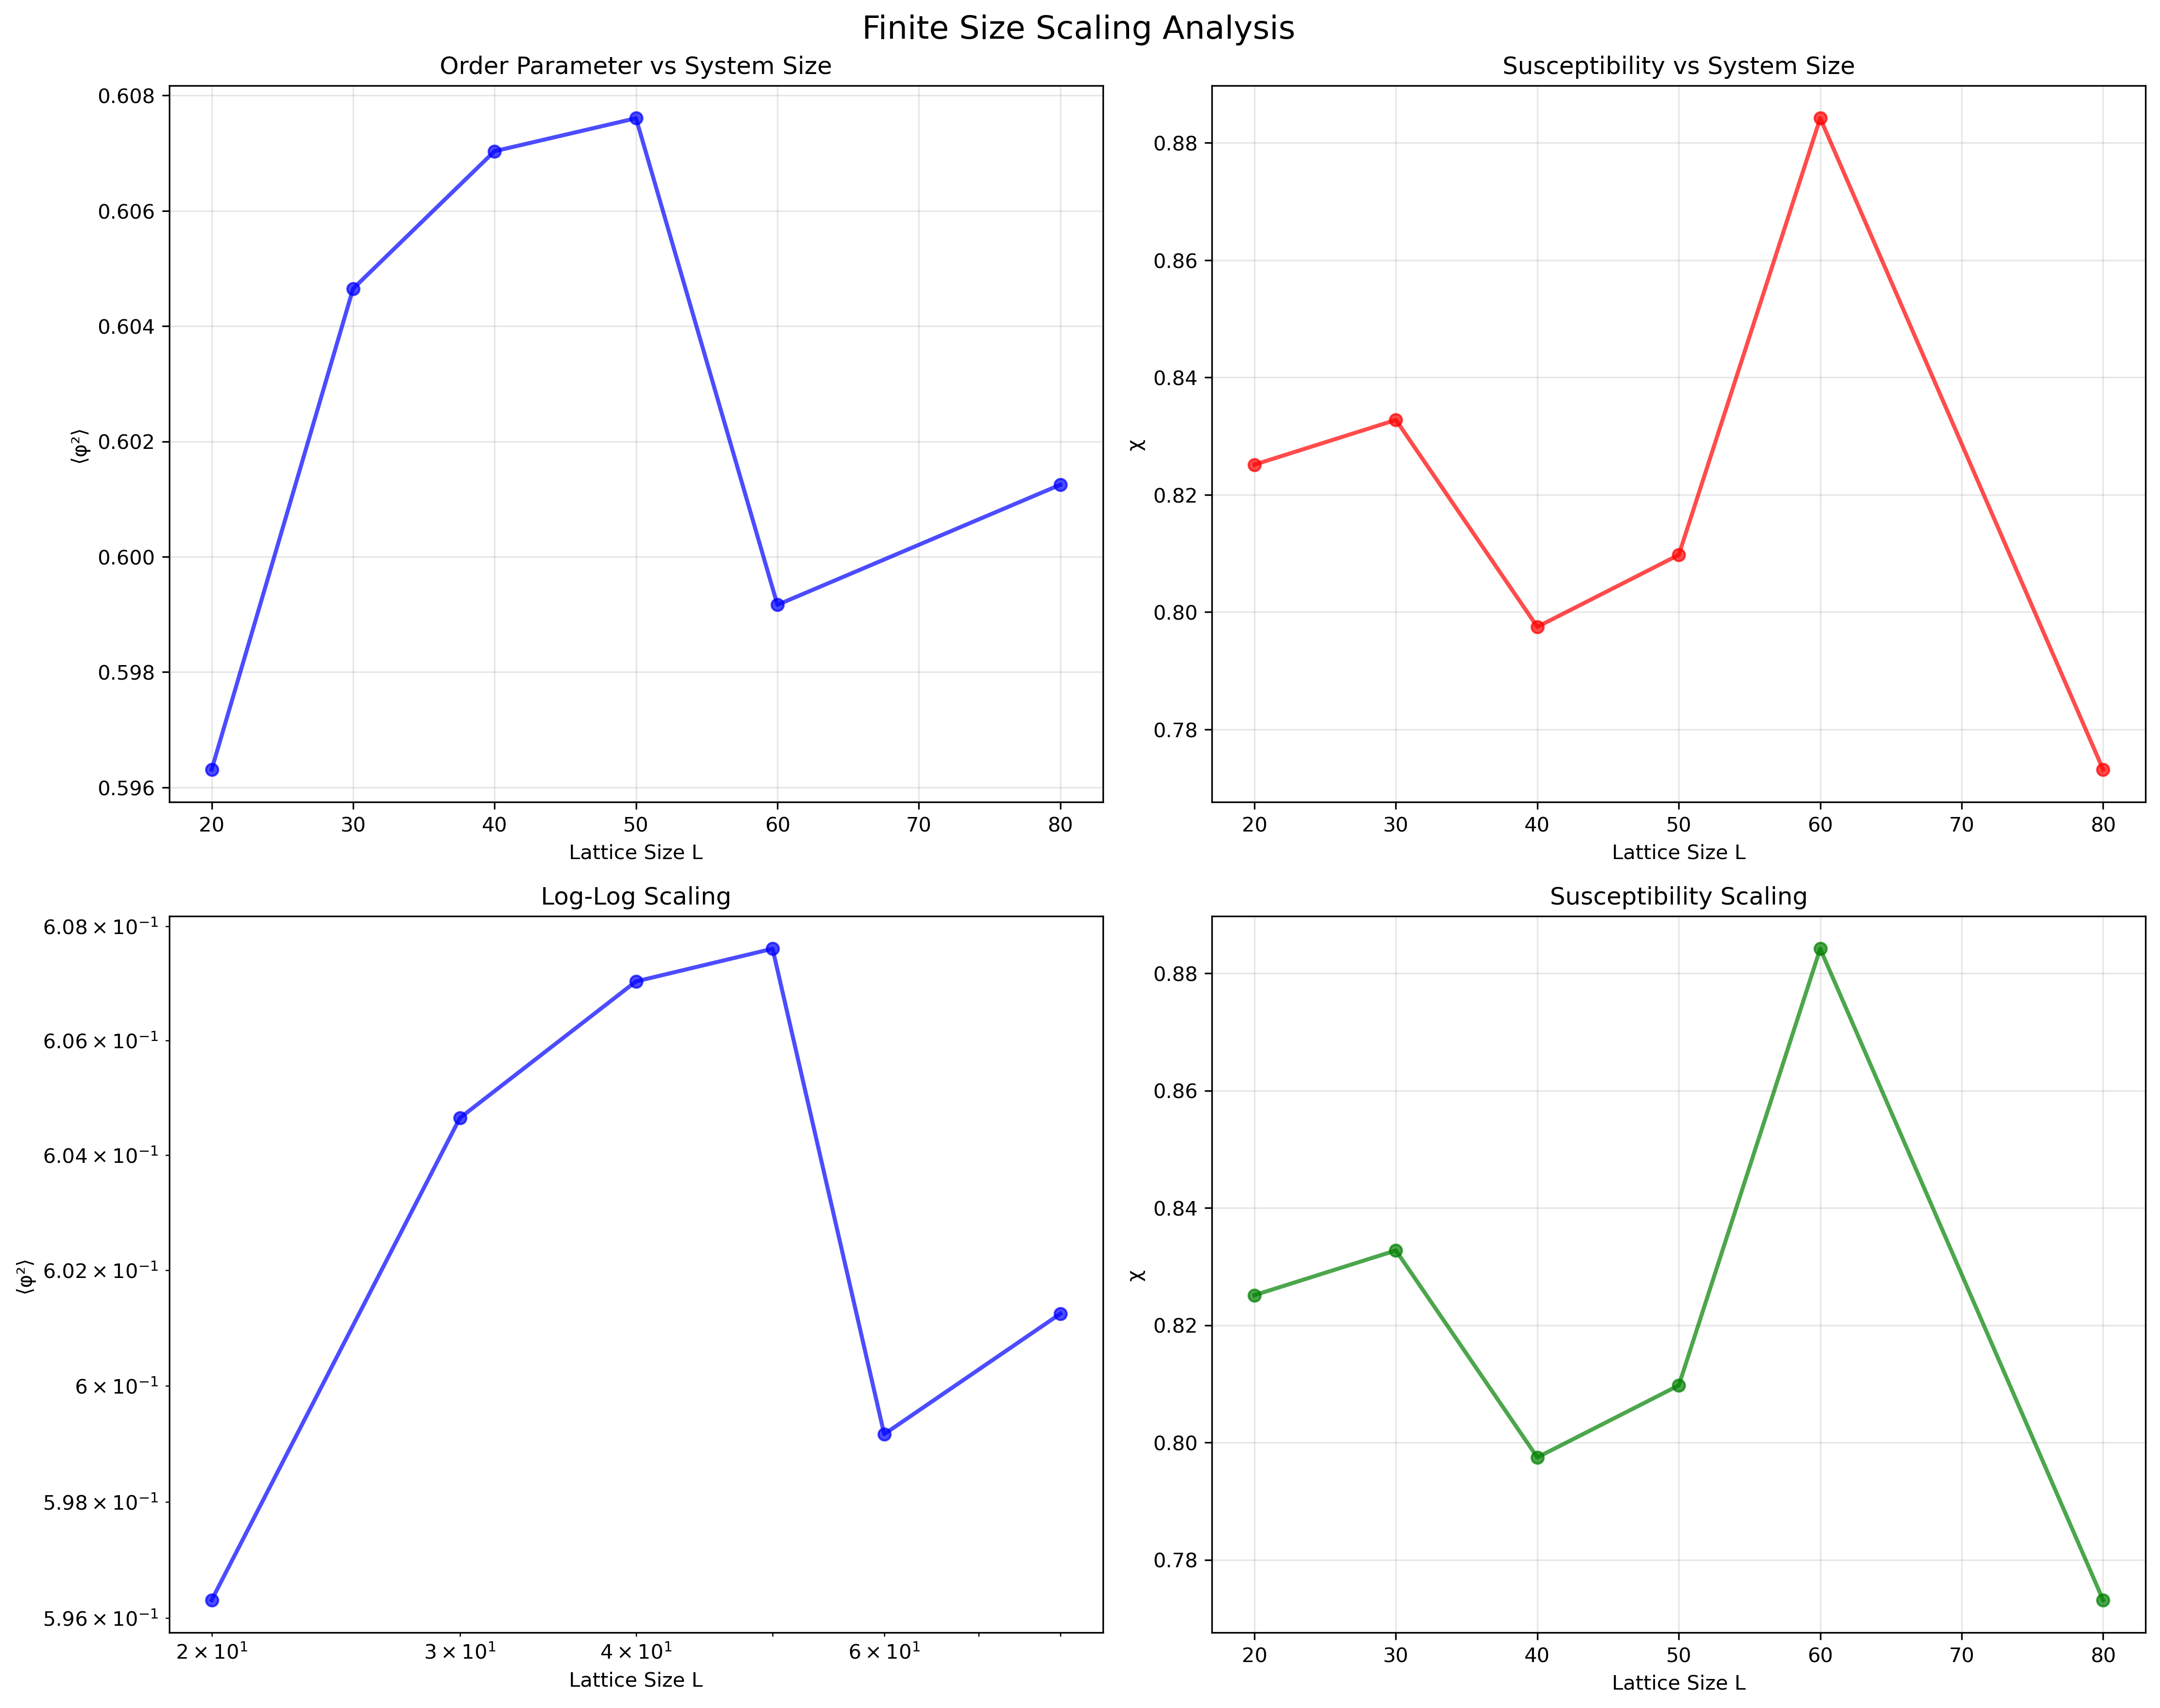 Finite Size Scaling Analysis
Order Parameter vs System Size
0.608
0.606
0.604
0.602
0.600
0.598
0.596
⟨φ²⟩
20 30 40 50 60 70 80
Lattice Size L
Susceptibility vs System Size
0.88
0.86
0.84
0.82
0.80
0.78
χ
20 30 40 50 60 70 80
Lattice Size L
Log-Log Scaling
6.08 × 10⁻¹
6.06 × 10⁻¹
6.04 × 10⁻¹
6.02 × 10⁻¹
6 × 10⁻¹
5.98 × 10⁻¹
5.96 × 10⁻¹
⟨φ²⟩
2 × 10¹ 3 × 10¹ 4 × 10¹ 6 × 10¹
Lattice Size L
Susceptibility Scaling
0.88
0.86
0.84
0.82
0.80
0.78
χ
20 30 40 50 60 70 80
Lattice Size L